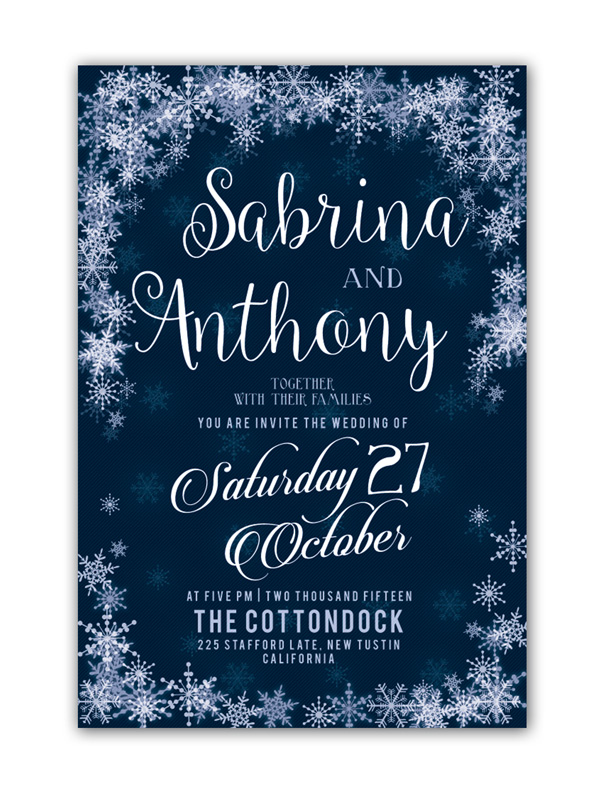 Sabrina
AND
Anthony
TOGETHER
WITH THEIR FAMILIES
YOU ARE INVITE THE WEDDING OF
Saturday 27
October
AT FIVE PM | TWO THOUSAND FIFTEEN
THE COTTONDOCK
225 STAFFORD LATE, NEW TUSTIN
CALIFORNIA